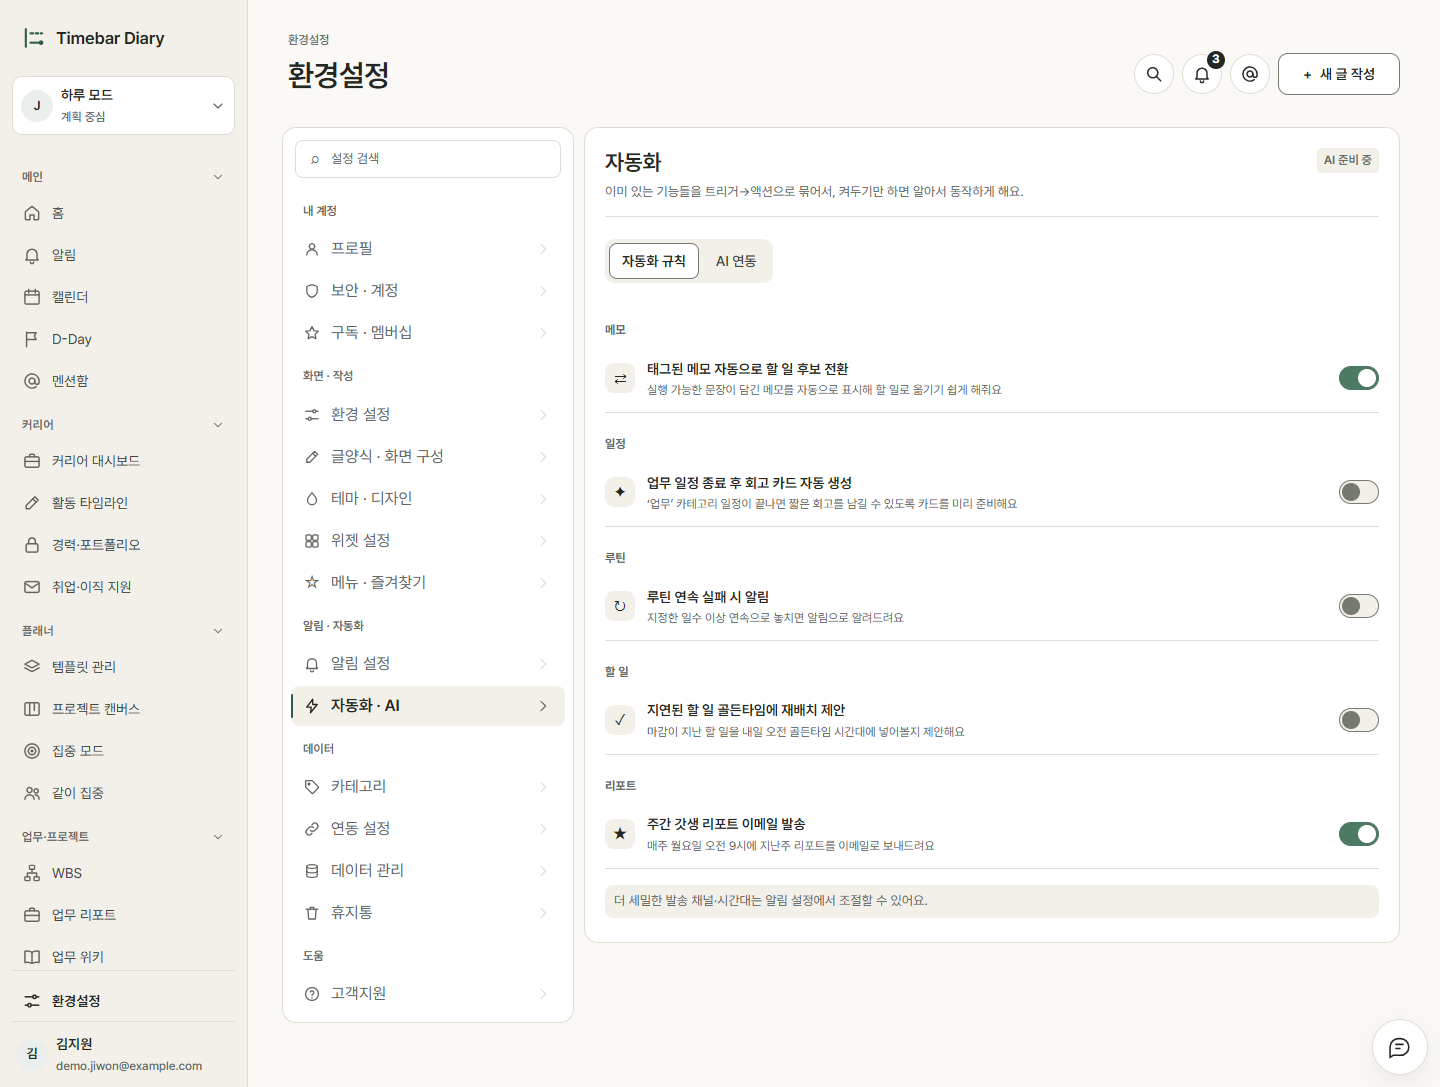 Timebar Diary
J
하루 모드
계획 중심
메인
홈
알림
캘린더
D-Day
멘션함
커리어
커리어 대시보드
활동 타임라인
경력·포트폴리오
취업·이직 지원
플래너
템플릿 관리
프로젝트 캔버스
집중 모드
같이 집중
업무·프로젝트
WBS
업무 리포트
업무 위키
환경설정
김
김지원
demo.jiwon@example.com
환경설정
환경설정
3
+ 새 글 작성
설정 검색
내 계정
프로필
보안 · 계정
구독 · 멤버십
화면 · 작성
환경 설정
글양식 · 화면 구성
테마 · 디자인
위젯 설정
메뉴 · 즐겨찾기
알림 · 자동화
알림 설정
자동화 · AI
데이터
카테고리
연동 설정
데이터 관리
휴지통
도움
고객지원
자동화
AI 준비 중
이미 있는 기능들을 트리거→액션으로 묶어서, 켜두기만 하면 알아서 동작하게 해요.
자동화 규칙
AI 연동
메모
태그된 메모 자동으로 할 일 후보 전환
실행 가능한 문장이 담긴 메모를 자동으로 표시해 할 일로 옮기기 쉽게 해줘요
일정
업무 일정 종료 후 회고 카드 자동 생성
'업무' 카테고리 일정이 끝나면 짧은 회고를 남길 수 있도록 카드를 미리 준비해요
루틴
루틴 연속 실패 시 알림
지정한 일수 이상 연속으로 놓치면 알림으로 알려드려요
할 일
지연된 할 일 골든타임에 재배치 제안
마감이 지난 할 일을 내일 오전 골든타임 시간대에 넣어볼지 제안해요
리포트
주간 갓생 리포트 이메일 발송
매주 월요일 오전 9시에 지난주 리포트를 이메일로 보내드려요
더 세밀한 발송 채널·시간대는 알림 설정에서 조절할 수 있어요.